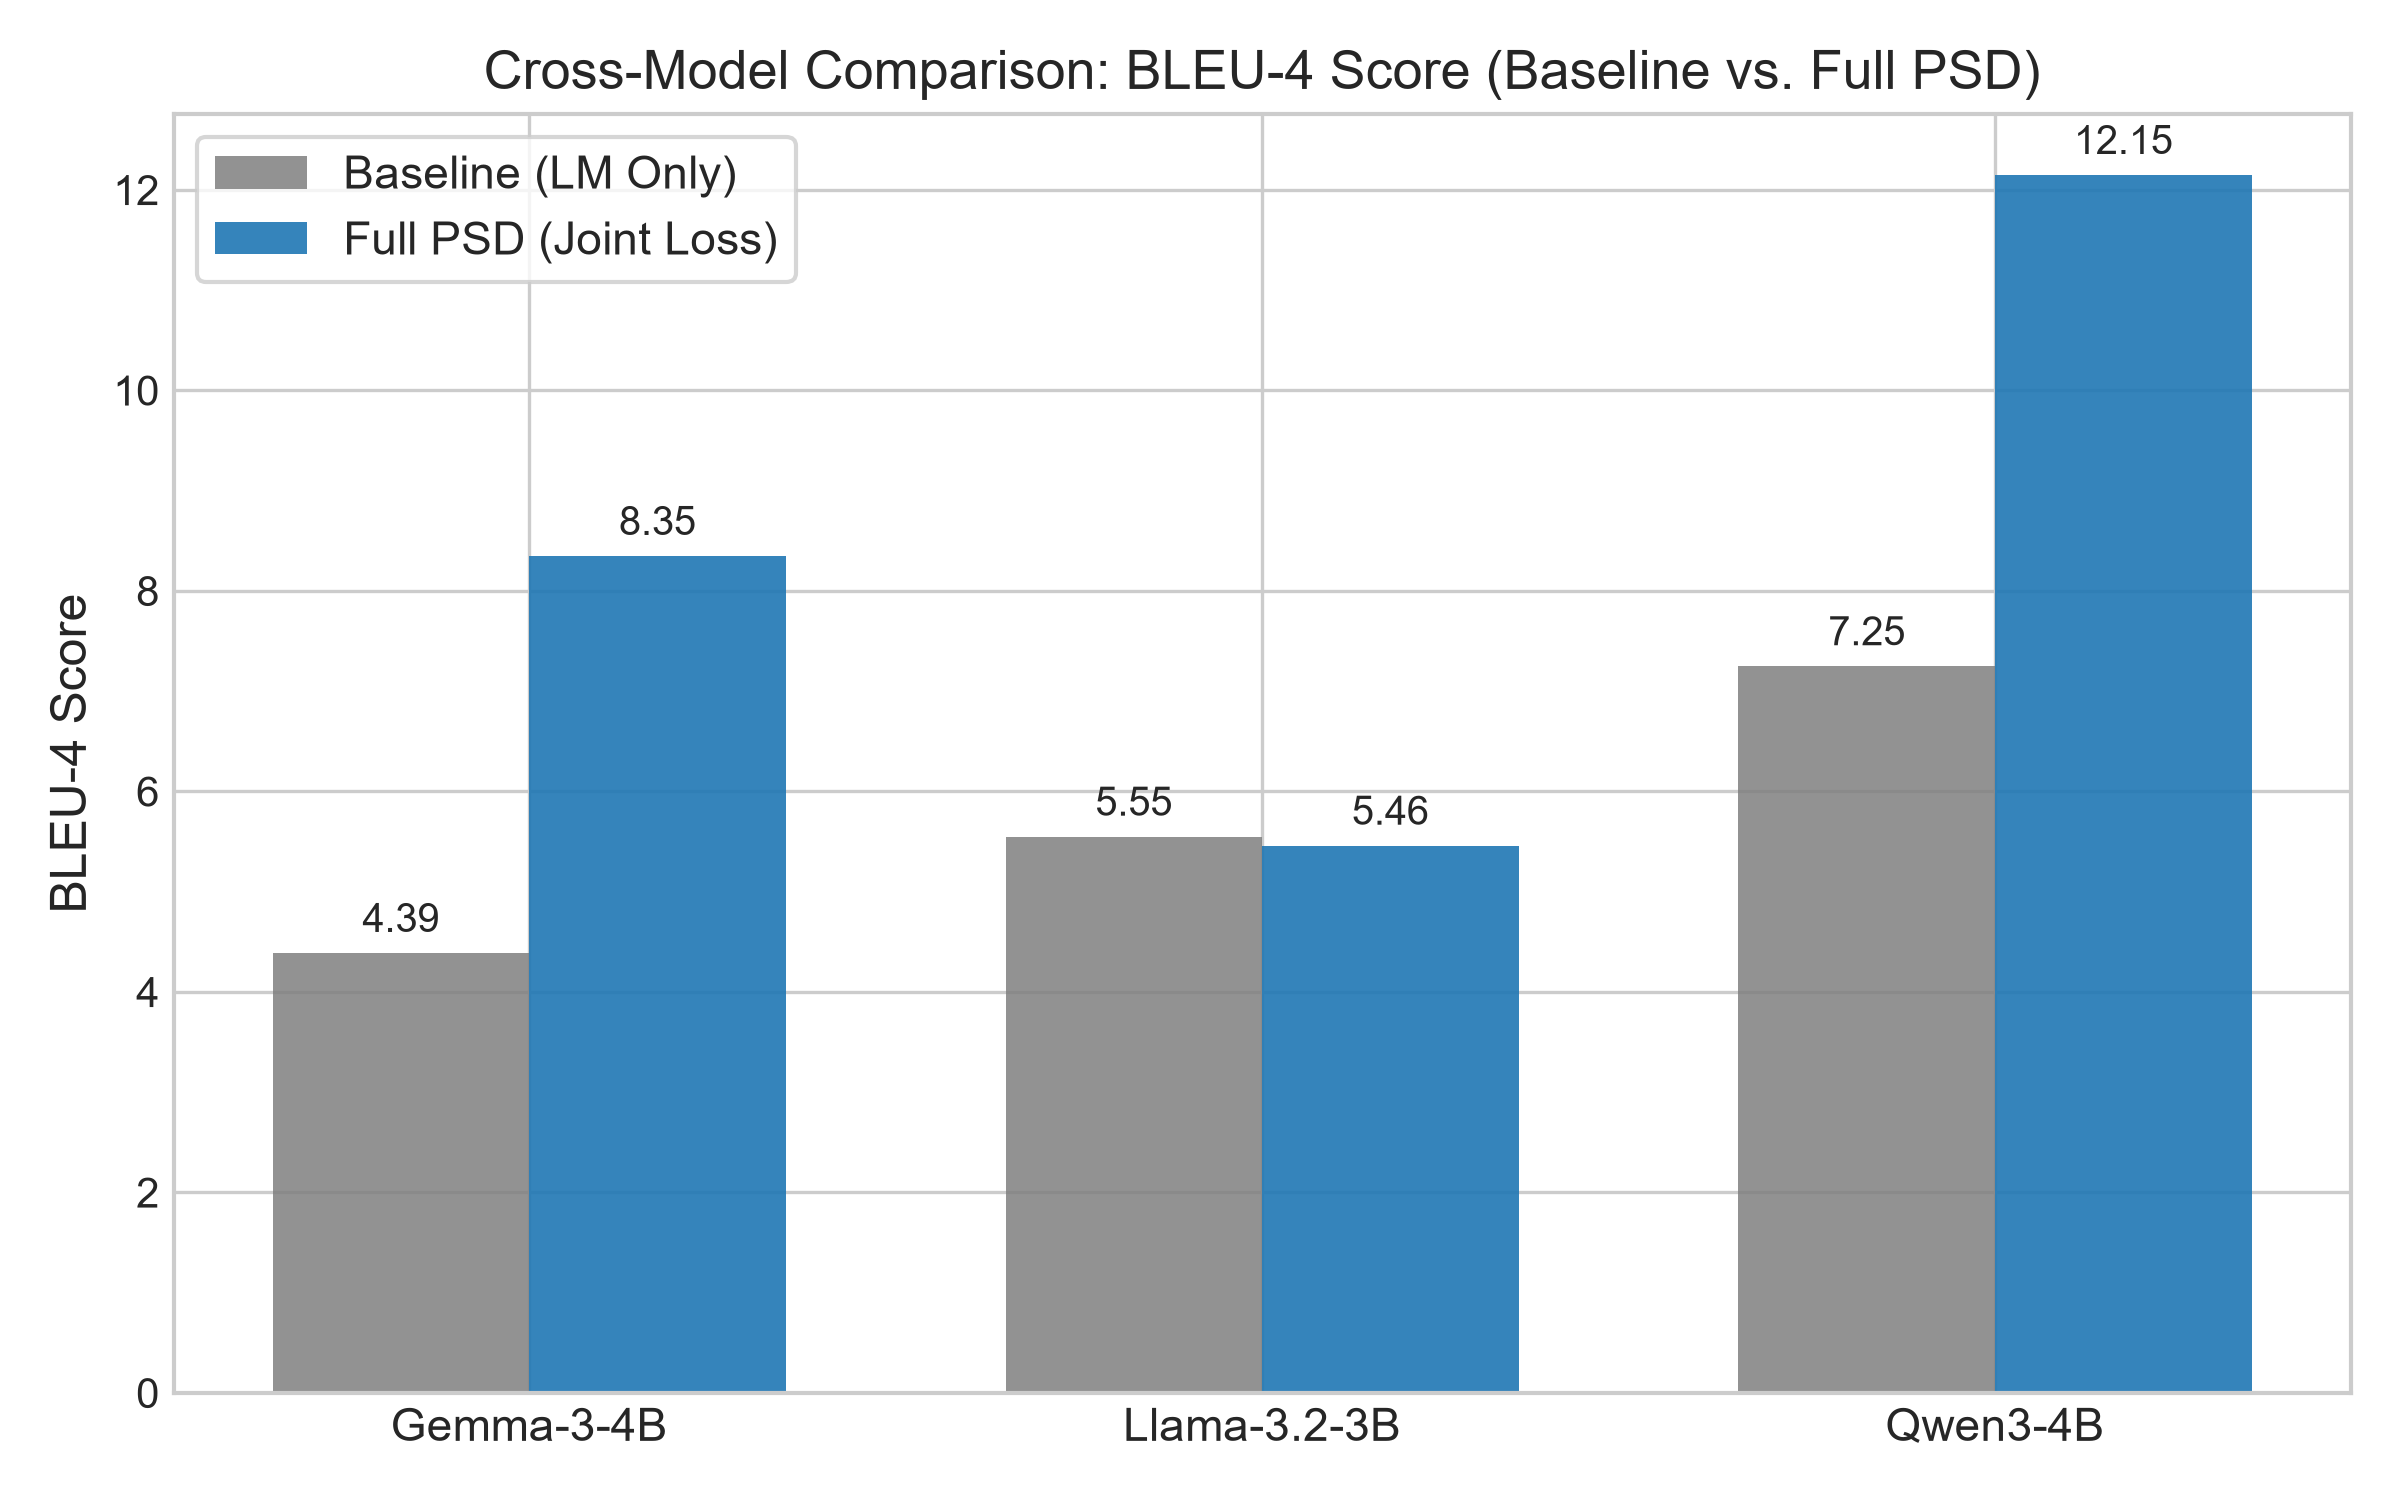 Cross-Model Comparison: BLEU-4 Score (Baseline vs. Full PSD)
Baseline (LM Only)
Full PSD (Joint Loss)
BLEU-4 Score
12
10
8
6
4
2
0
4.39
8.35
5.55
5.46
7.25
12.15
Gemma-3-4B
Llama-3.2-3B
Qwen3-4B